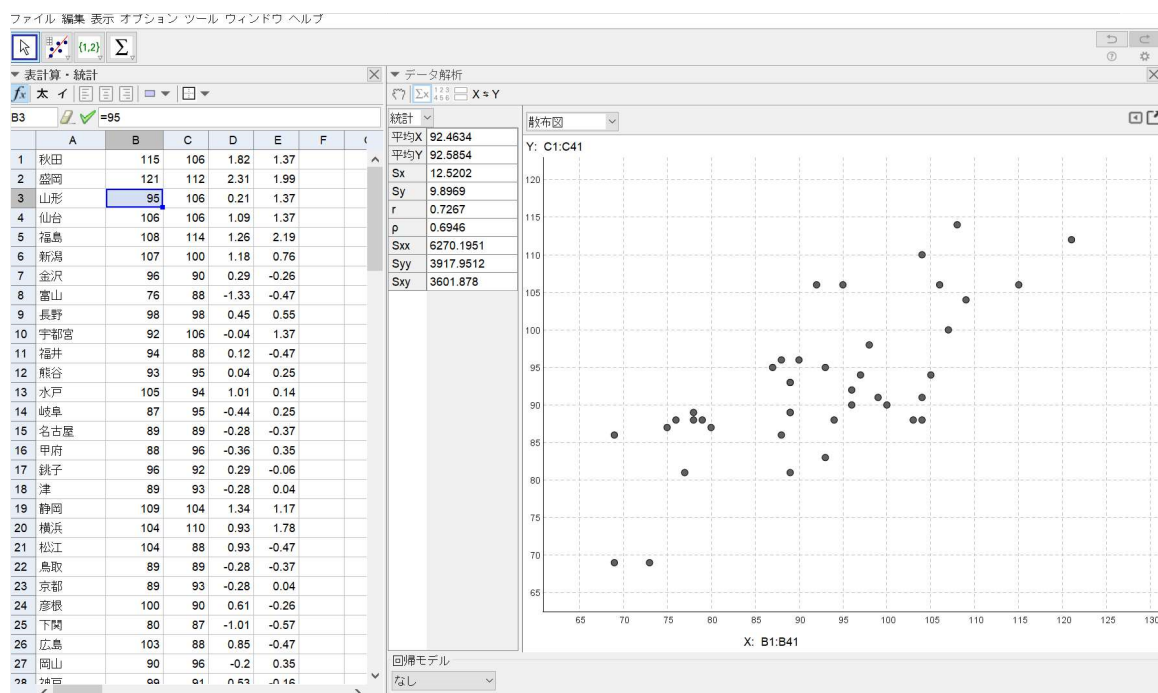 ファイル 編集 表示 オプション ツール ウィンドウ ヘルプ
{1,2} Σ
▼ 表計算・統計
▼ データ解析
fx 太 イ
Σx 123 456 X ⇆ Y
B3 =95
統計
散布図
A B C D E F
1 秋田 115 106 1.82 1.37
2 盛岡 121 112 2.31 1.99
3 山形 95 106 0.21 1.37
4 仙台 106 106 1.09 1.37
5 福島 108 114 1.26 2.19
6 新潟 107 100 1.18 0.76
7 金沢 96 90 0.29 -0.26
8 富山 76 88 -1.33 -0.47
9 長野 98 98 0.45 0.55
10 宇都宮 92 106 -0.04 1.37
11 福井 94 88 0.12 -0.47
12 熊谷 93 95 0.04 0.25
13 水戸 105 94 1.01 0.14
14 岐阜 87 95 -0.44 0.25
15 名古屋 89 89 -0.28 -0.37
16 甲府 88 96 -0.36 0.35
17 銚子 96 92 0.29 -0.06
18 津 89 93 -0.28 0.04
19 静岡 109 104 1.34 1.17
20 横浜 104 110 0.93 1.78
21 松江 104 88 0.93 -0.47
22 鳥取 89 89 -0.28 -0.37
23 京都 89 93 -0.28 0.04
24 彦根 100 90 0.61 -0.26
25 下関 80 87 -1.01 -0.57
26 広島 103 88 0.85 -0.47
27 岡山 90 96 -0.2 0.35
28 神戸 99 91 0.53 -0.16
平均X 92.4634
平均Y 92.5854
Sx 12.5202
Sy 9.8969
r 0.7267
ρ 0.6946
Sxx 6270.1951
Syy 3917.9512
Sxy 3601.878
Y: C1:C41
120
115
110
105
100
95
90
85
80
75
70
65
65 70 75 80 85 90 95 100 105 110 115 120 125 130
X: B1:B41
回帰モデル
なし